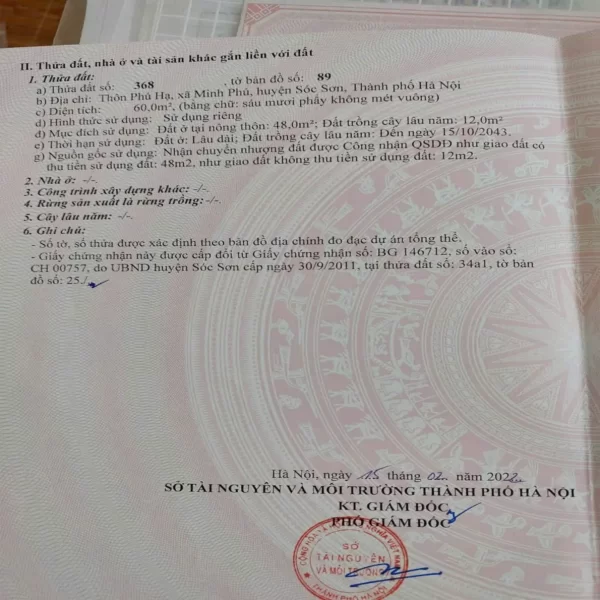 II. Thửa đất, nhà ở và tài sản khác gắn liền với đất
1. Thửa đất:
a) Thửa đất số: 368 , tờ bản đồ số: 89
b) Địa chỉ: Thôn Phú Hạ, xã Minh Phú, huyện Sóc Sơn, Thành phố Hà Nội
c) Diện tích: 60,0m², (bằng chữ: sáu mươi phẩy không mét vuông)
d) Hình thức sử dụng: Sử dụng riêng
đ) Mục đích sử dụng: Đất ở tại nông thôn: 48,0m²; Đất trồng cây lâu năm: 12,0m²
e) Thời hạn sử dụng: Đất ở: Lâu dài; Đất trồng cây lâu năm: Đến ngày 15/10/2043.
g) Nguồn gốc sử dụng: Nhận chuyển nhượng đất được Công nhận QSDĐ như giao đất có
thu tiền sử dụng đất: 48m2, như giao đất không thu tiền sử dụng đất: 12m2.
2. Nhà ở: -/-.
3. Công trình xây dựng khác: -/-.
4. Rừng sản xuất là rừng trồng: -/-.
5. Cây lâu năm: -/-.
6. Ghi chú:
- Số tờ, số thửa được xác định theo bản đồ địa chính đo đạc dự án tổng thể.
- Giấy chứng nhận này được cấp đổi từ Giấy chứng nhận số: BG 146712, số vào sổ:
CH 00757, do UBND huyện Sóc Sơn cấp ngày 30/9/2011, tại thửa đất số: 34a1, tờ bản
đồ số: 25.
Hà Nội, ngày 15 tháng 02 năm 2022
SỞ TÀI NGUYÊN VÀ MÔI TRƯỜNG THÀNH PHỐ HÀ NỘI
KT. GIÁM ĐỐC
PHÓ GIÁM ĐỐC
SỞ
TÀI NGUYÊN
VÀ MÔI TRƯỜNG
THÀNH PHỐ HÀ NỘI